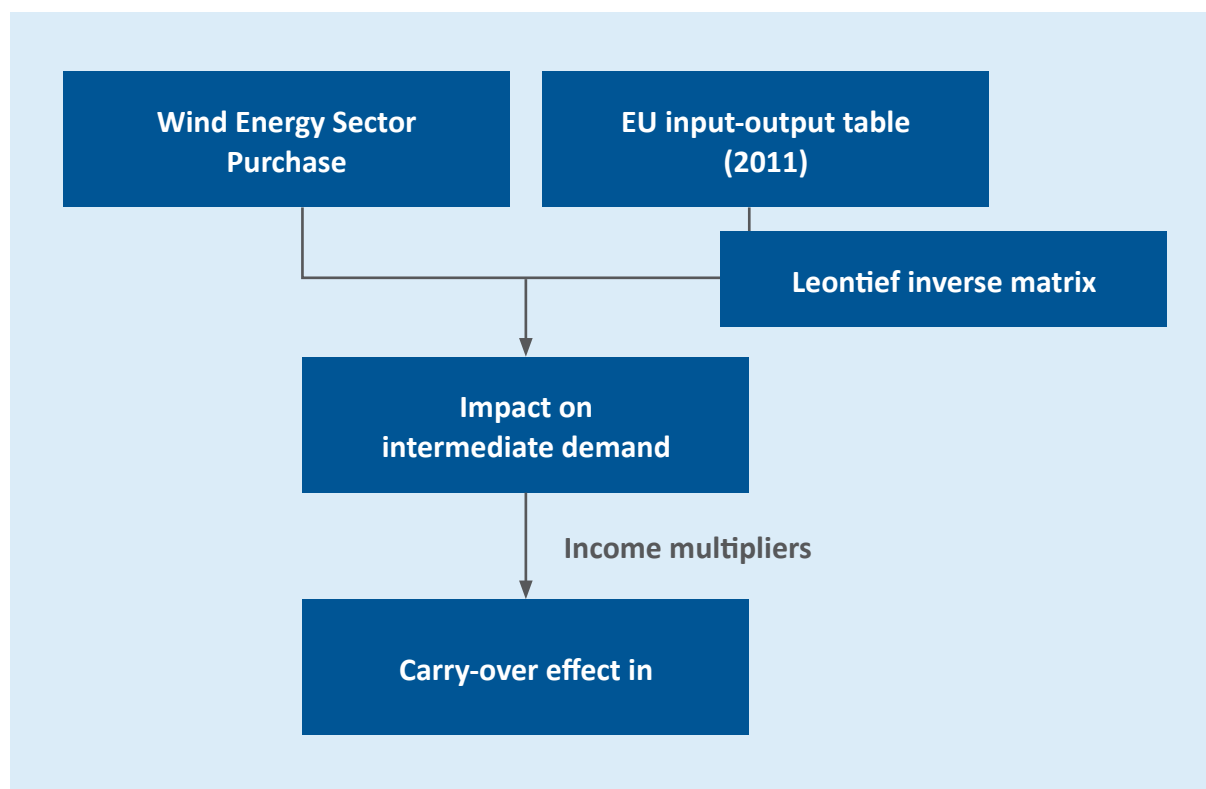 Wind Energy Sector
Purchase
EU input-output table
(2011)
Leontief inverse matrix
Impact on
intermediate demand
Income multipliers
Carry-over effect in